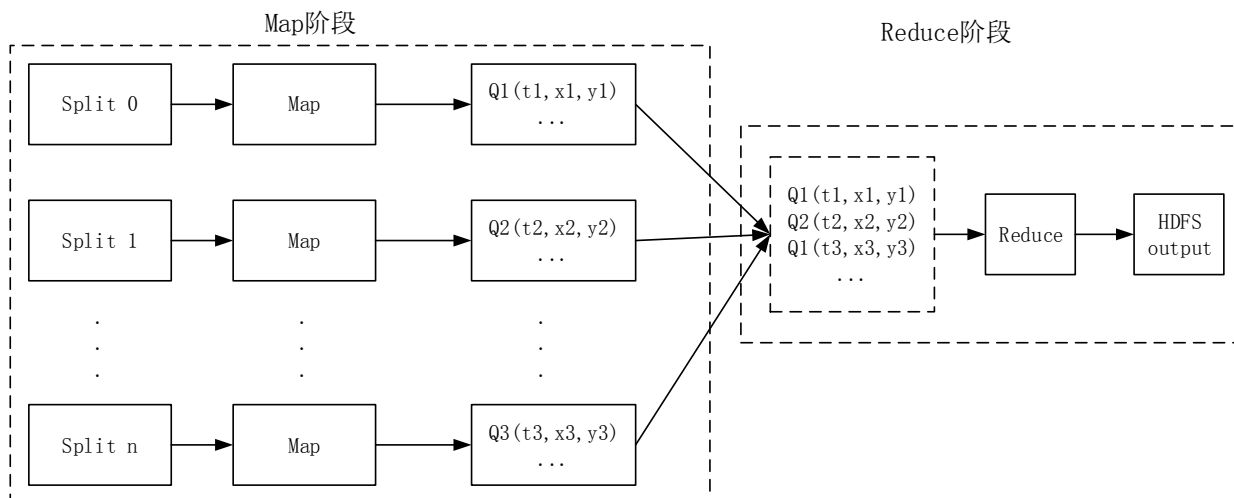 Map阶段
Reduce阶段
Split 0
Map
Q1(t1,x1,y1)
...
Split 1
Map
Q2(t2,x2,y2)
...
Split n
Map
Q3(t3,x3,y3)
...
Q1(t1,x1,y1)
Q2(t2,x2,y2)
Q1(t3,x3,y3)
...
Reduce
HDFS
output